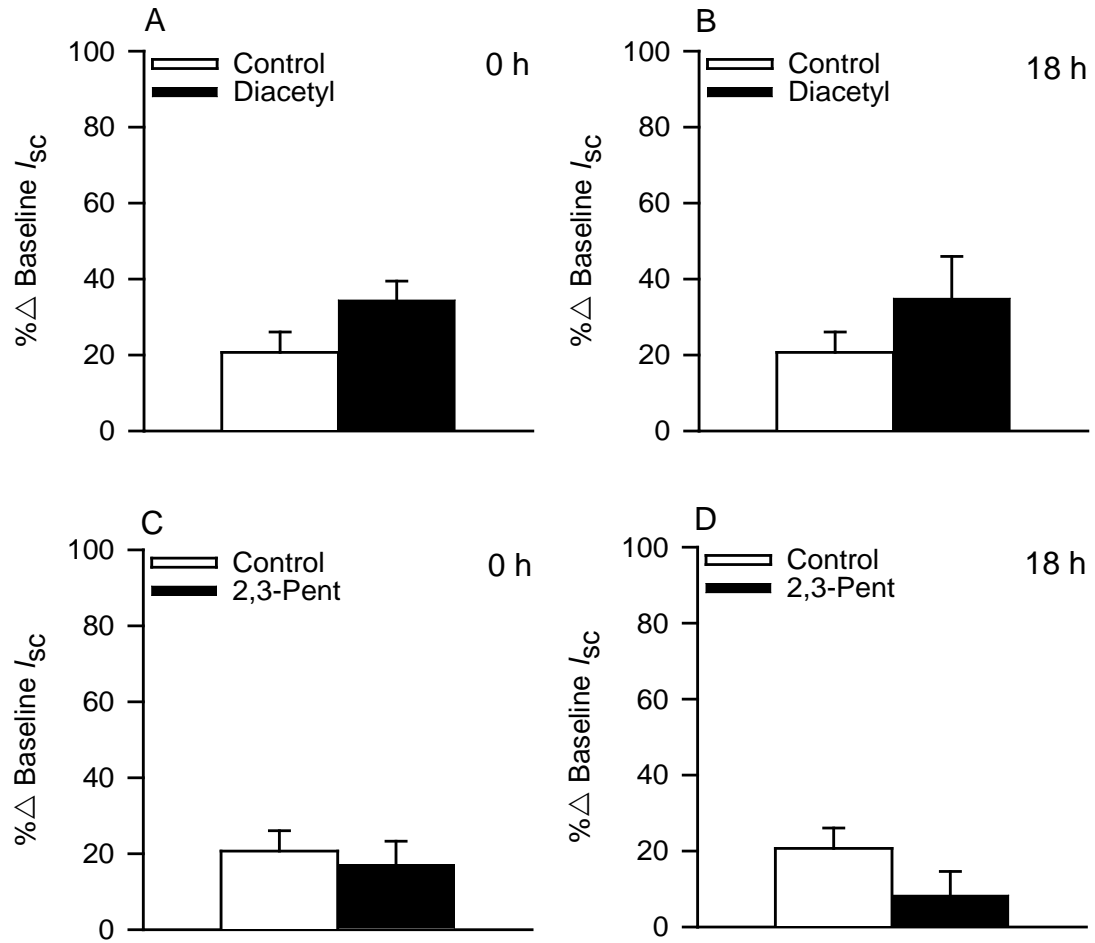 A
100
80
60
40
20
0
%△ Baseline Isc
Control
Diacetyl
0 h
B
100
80
60
40
20
0
%△ Baseline Isc
Control
Diacetyl
18 h
C
100
80
60
40
20
0
%△ Baseline Isc
Control
2,3-Pent
0 h
D
100
80
60
40
20
0
%△ Baseline Isc
Control
2,3-Pent
18 h